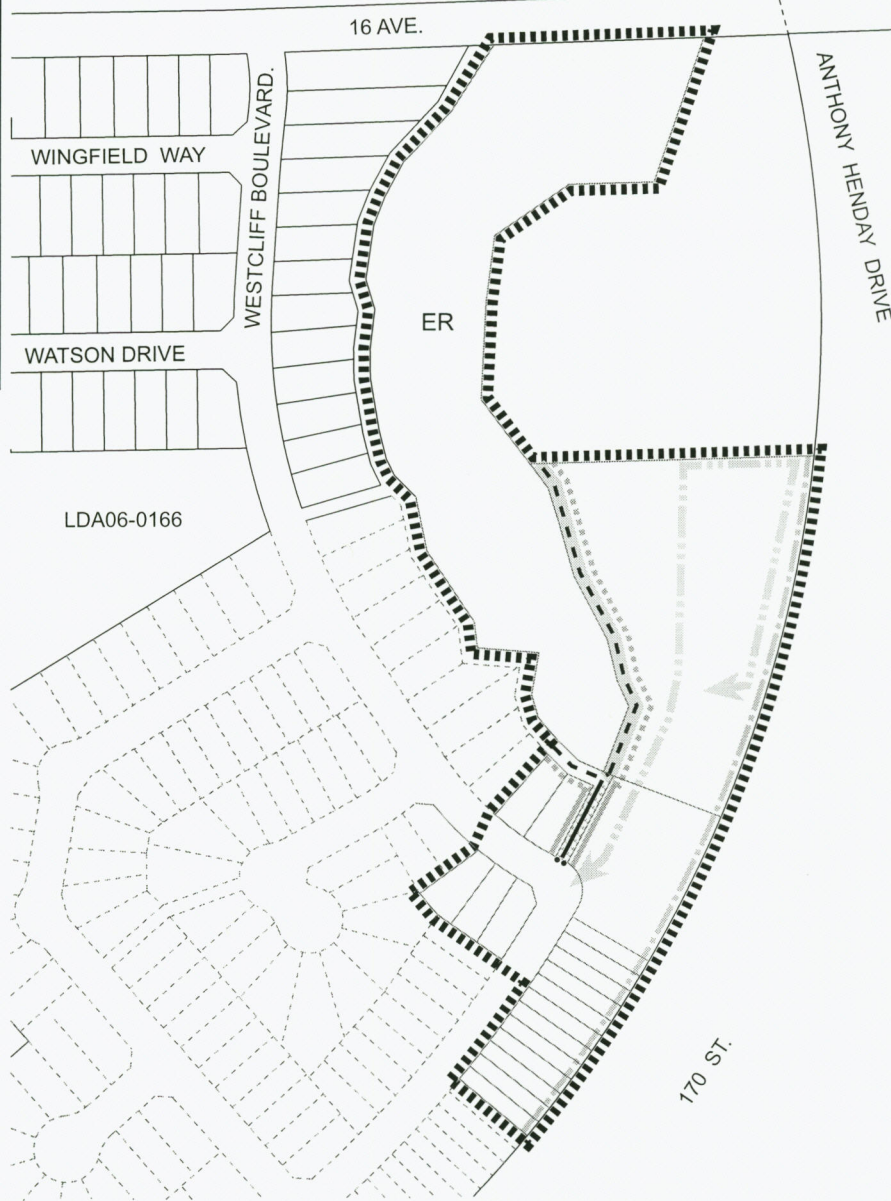 16 AVE.
ANTHONY HENDAY DRIVE
WESTCLIFF BOULEVARD.
WINGFIELD WAY
ER
WATSON DRIVE
LDA06-0166
170 ST.